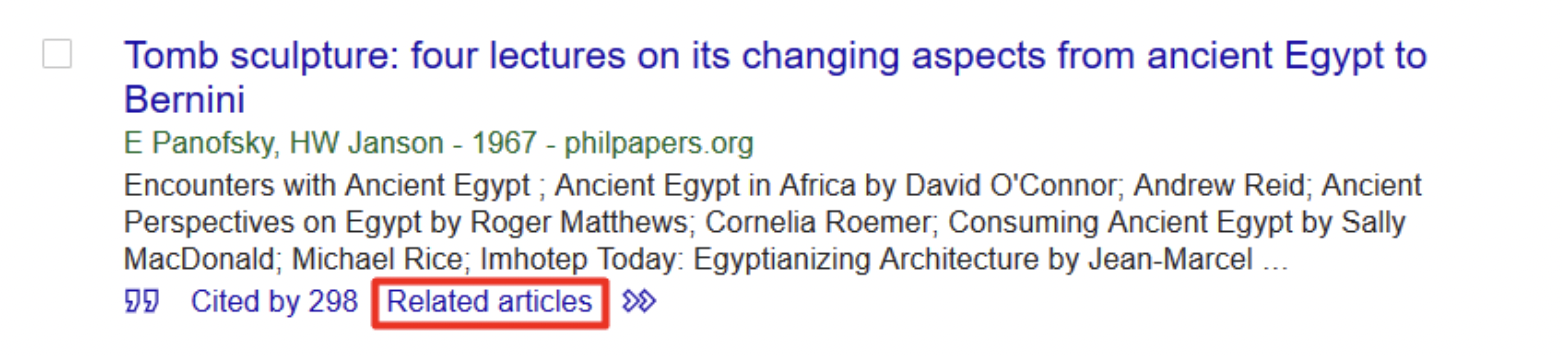 Tomb sculpture: four lectures on its changing aspects from ancient Egypt to
Bernini
E Panofsky, HW Janson - 1967 - philpapers.org
Encounters with Ancient Egypt ; Ancient Egypt in Africa by David O'Connor; Andrew Reid; Ancient
Perspectives on Egypt by Roger Matthews; Cornelia Roemer; Consuming Ancient Egypt by Sally
MacDonald; Michael Rice; Imhotep Today: Egyptianizing Architecture by Jean-Marcel ...
Cited by 298 Related articles